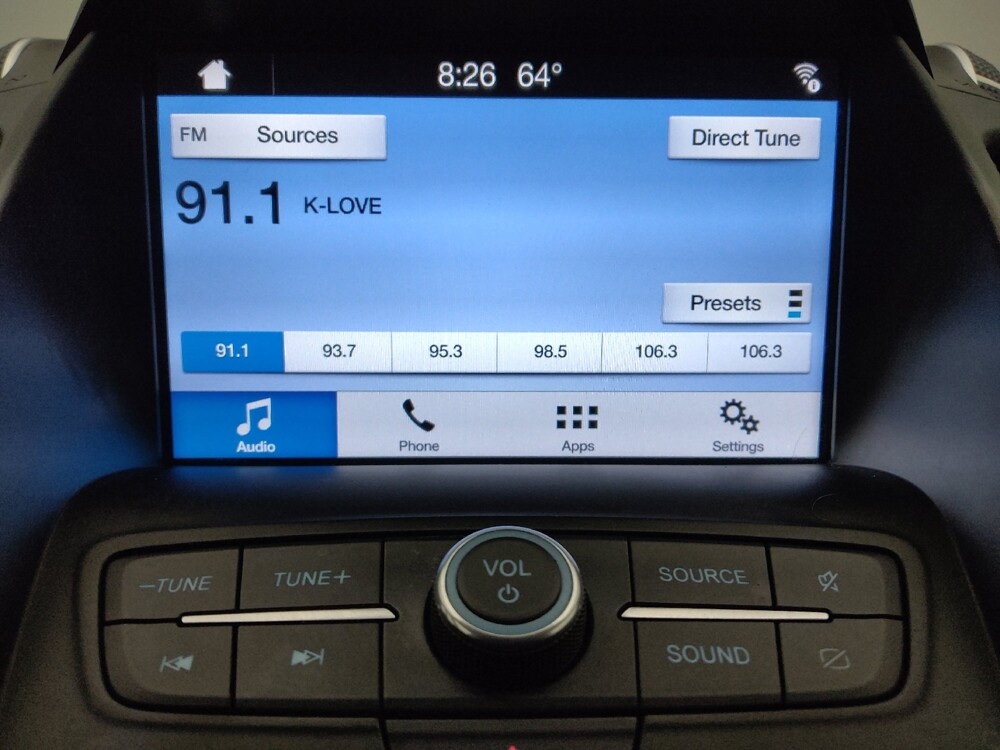 8:26 64°
FM Sources
Direct Tune
91.1 K-LOVE
Presets
91.1 93.7 95.3 98.5 106.3 106.3
Audio Phone Apps Settings
–TUNE TUNE+ VOL SOURCE
SOUND